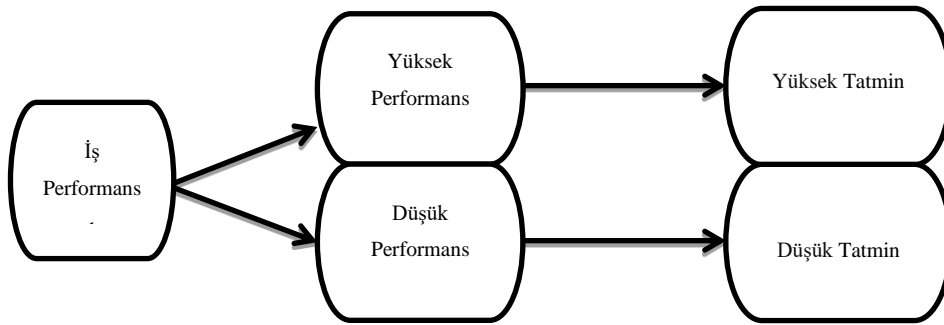 İş
Performans
Yüksek
Performans
Yüksek Tatmin
Düşük
Performans
Düşük Tatmin